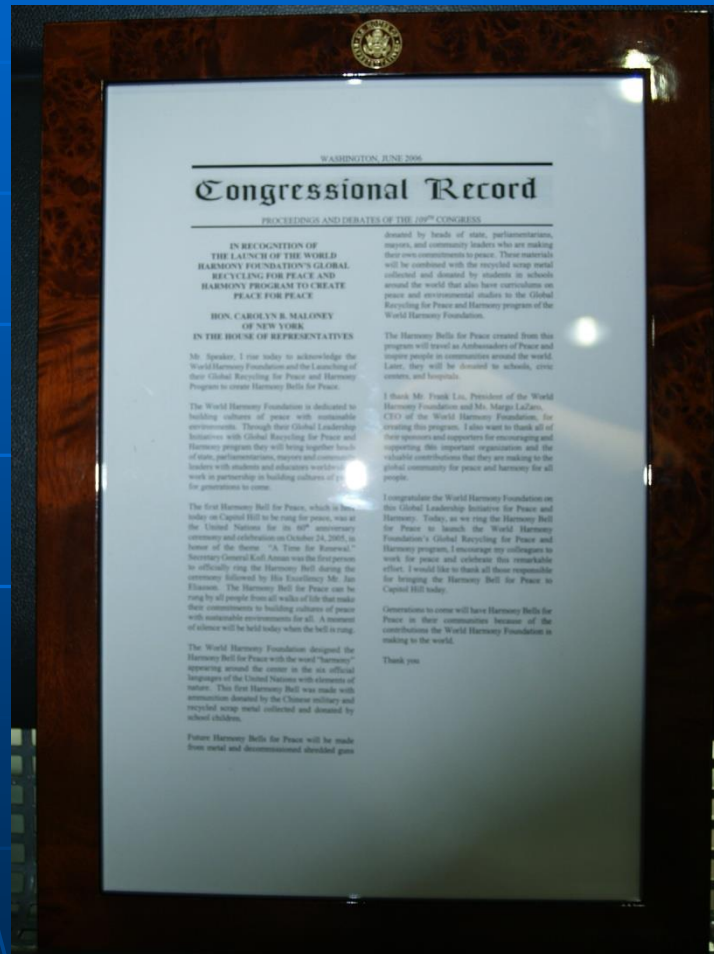 WASHINGTON, JUNE 2006
Congressional Record
PROCEEDINGS AND DEBATES OF THE 109TH CONGRESS
IN RECOGNITION OF
THE LAUNCH OF THE WORLD
HARMONY FOUNDATION'S GLOBAL
RECYCLING FOR PEACE AND
HARMONY PROGRAM TO CREATE
PEACE FOR PEACE
HON. CAROLYN B. MALONEY
OF NEW YORK
IN THE HOUSE OF REPRESENTATIVES
Mr. Speaker, I rise today to acknowledge the
World Harmony Foundation and the Launching of
their Global Recycling for Peace and Harmony
Program to create Harmony Bells for Peace.
The World Harmony Foundation is dedicated to
building cultures of peace with sustainable
environments. Through their Global Leadership
Initiatives with Global Recycling for Peace and
Harmony program they will bring together heads
of state, parliamentarians, mayors and community
leaders with students and educators worldwide
work in partnership in building cultures of
for generations to come.
The first Harmony Bell for Peace, which is
today on Capitol Hill to be rung for peace, was at
the United Nations for its 60th anniversary
ceremony and celebration on October 24, 2005, in
honor of the theme "A Time for Renewal."
Secretary General Kofi Annan was the first person
to officially ring the Harmony Bell during the
ceremony followed by His Excellency Mr. Jan
Eliasson. The Harmony Bell for Peace can be
rung by all people from all walks of life that make
their commitments to building cultures of peace
with sustainable environments for all. A moment
of silence will be held today when the bell is rung.
The World Harmony Foundation designed the
Harmony Bell for Peace with the word "harmony"
appearing around the center in the six official
languages of the United Nations with elements of
nature. This first Harmony Bell was made with
ammunition donated by the Chinese military and
recycled scrap metal collected and donated by
school children.
Future Harmony Bells for Peace will be made
from metal and decommissioned shredded guns
donated by heads of state, parliamentarians,
mayors, and community leaders who are making
their own commitments to peace. These materials
will be combined with the recycled scrap metal
collected and donated by students in schools
around the world that also have curriculums on
peace and environmental studies to the Global
Recycling for Peace and Harmony program of the
World Harmony Foundation.
The Harmony Bells for Peace created from this
program will travel as Ambassadors of Peace and
inspire people in communities around the world.
Later, they will be donated to schools, civic
centers, and hospitals.
I thank Mr. Frank Liu, President of the World
Harmony Foundation and Ms. Margo LaZaro,
CEO of the World Harmony Foundation, for
creating this program. I also want to thank all of
their sponsors and supporters for encouraging and
supporting this important organization and the
valuable contributions that they are making to the
global community for peace and harmony for all
people.
I congratulate the World Harmony Foundation on
this Global Leadership Initiative for Peace and
Harmony. Today, as we ring the Harmony Bell
for Peace to launch the World Harmony
Foundation's Global Recycling for Peace and
Harmony program, I encourage my colleagues to
work for peace and celebrate this remarkable
effort. I would like to thank all those responsible
for bringing the Harmony Bell for Peace to
Capitol Hill today.
Generations to come will have Harmony Bells for
Peace in their communities because of the
contributions the World Harmony Foundation is
making to the world.
Thank you